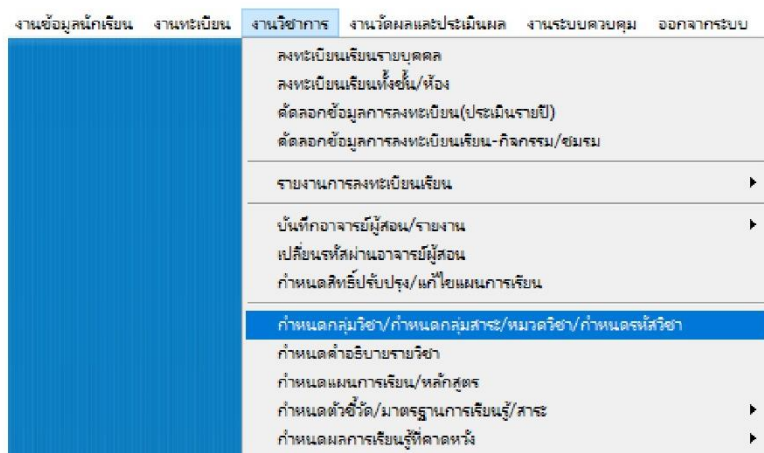 งานข้อมูลนักเรียน งานทะเบียน งานวิชาการ งานวัดผลและประเมินผล งานระบบควบคุม ออกจากระบบ
ลงทะเบียนเรียนรายบุคคล
ลงทะเบียนเรียนทั้งชั้น/ห้อง
คัดลอกข้อมูลการลงทะเบียน(ประเมินรายปี)
คัดลอกข้อมูลการลงทะเบียนเรียน-กิจกรรม/ชมรม
รายงานการลงทะเบียนเรียน
บันทึกอาจารย์ผู้สอน/รายงาน
เปลี่ยนรหัสผ่านอาจารย์ผู้สอน
กำหนดสิทธิ์ปรับปรุง/แก้ไขแผนการเรียน
กำหนดกลุ่มวิชา/กำหนดกลุ่มสาระ/หมวดวิชา/กำหนดรหัสวิชา
กำหนดคำอธิบายรายวิชา
กำหนดแผนการเรียน/หลักสูตร
กำหนดตัวชี้วัด/มาตรฐานการเรียนรู้/สาระ
กำหนดผลการเรียนรู้ที่คาดหวัง